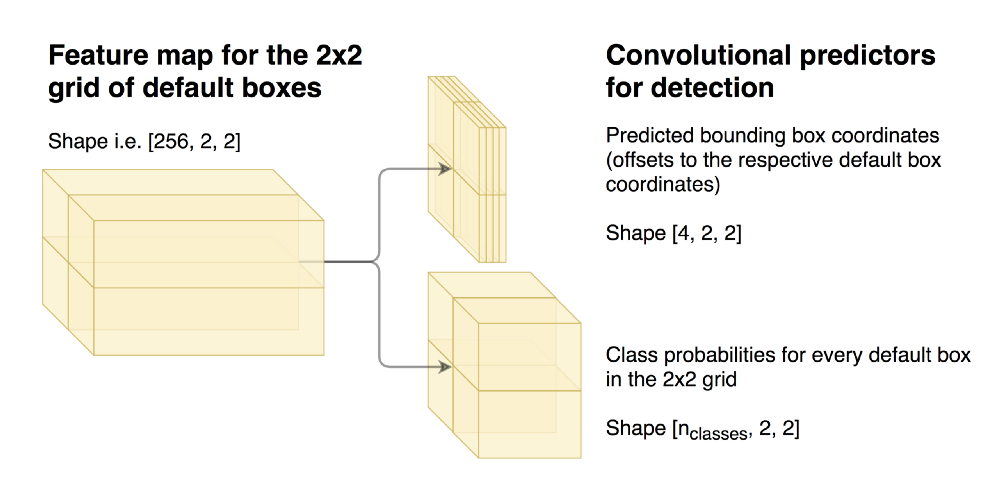 Feature map for the 2x2
grid of default boxes
Shape i.e. [256, 2, 2]
Convolutional predictors
for detection
Predicted bounding box coordinates
(offsets to the respective default box
coordinates)
Shape [4, 2, 2]
Class probabilities for every default box
in the 2x2 grid
Shape [nclasses, 2, 2]